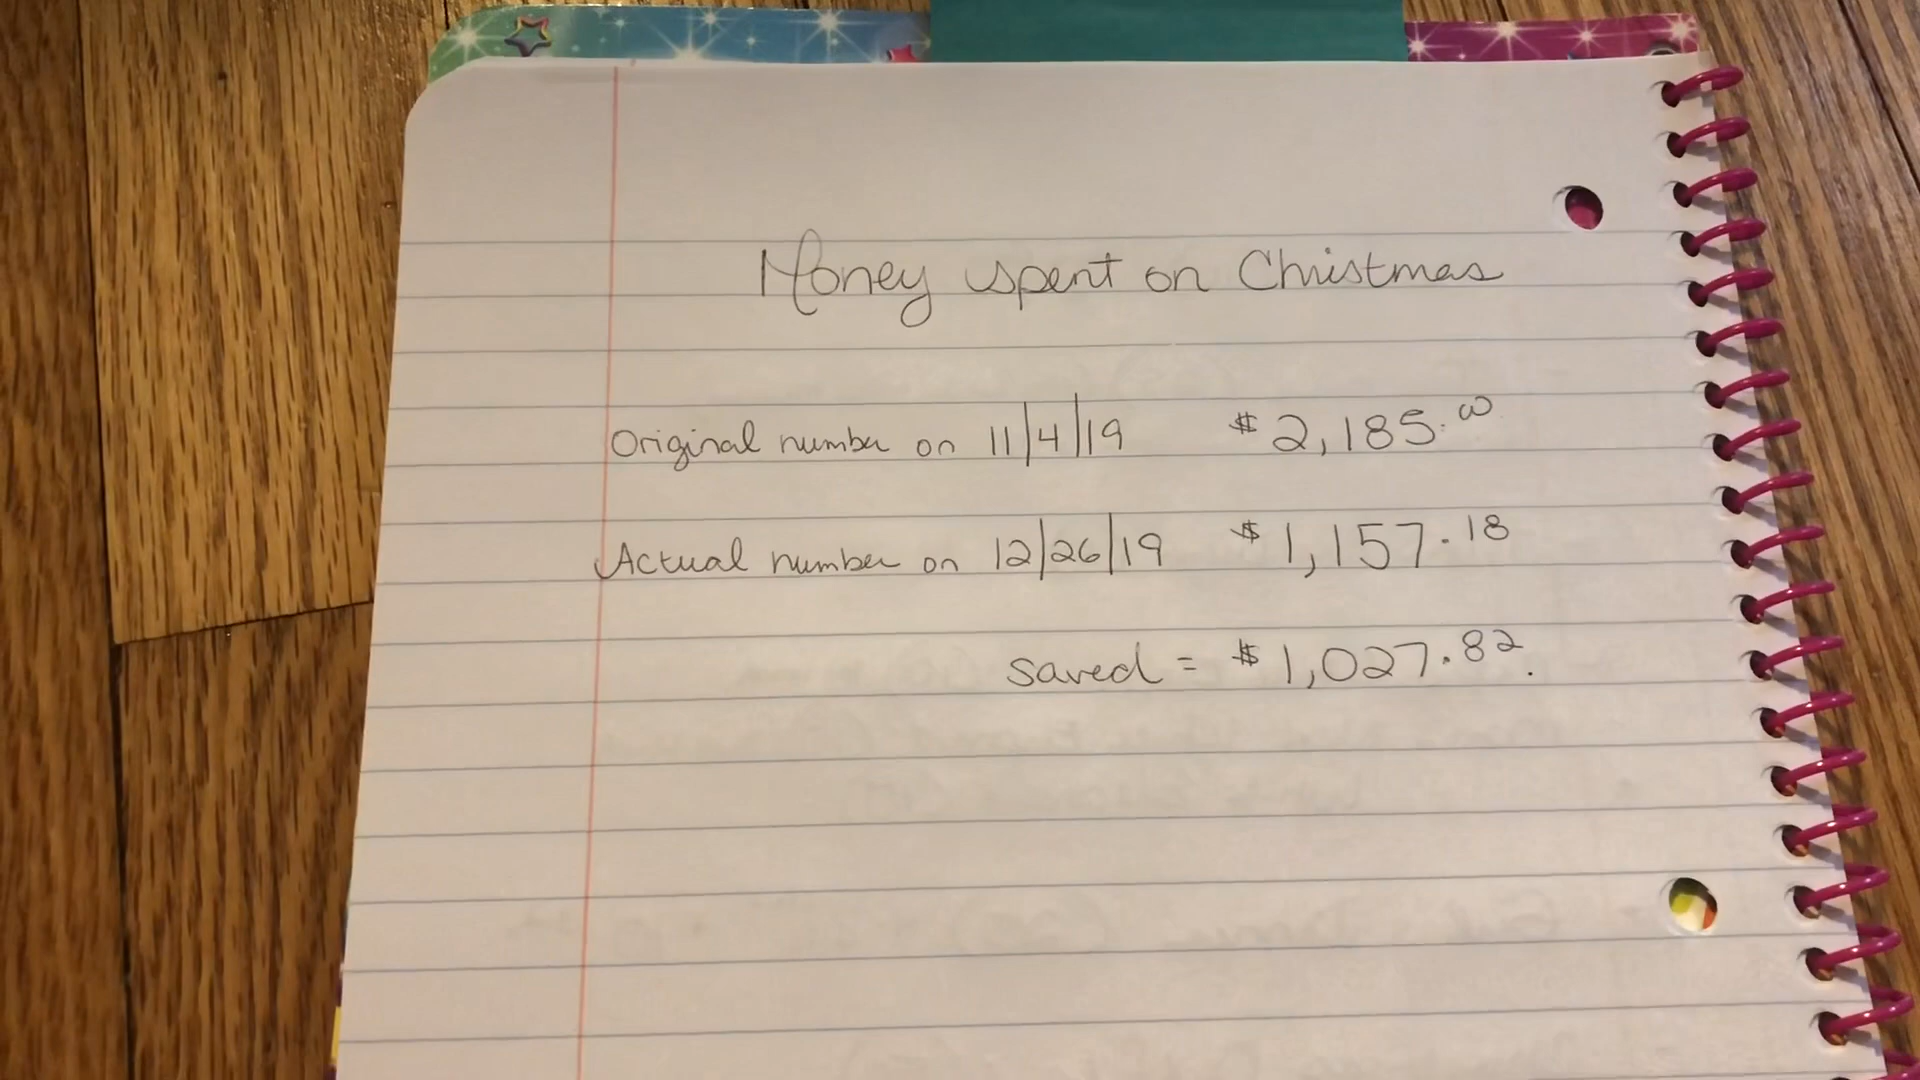 Money spent on Christmas
Original number on 11/4/19 $2,185.00
Actual number on 12/26/19 $1,157.18
saved = $1,027.82.